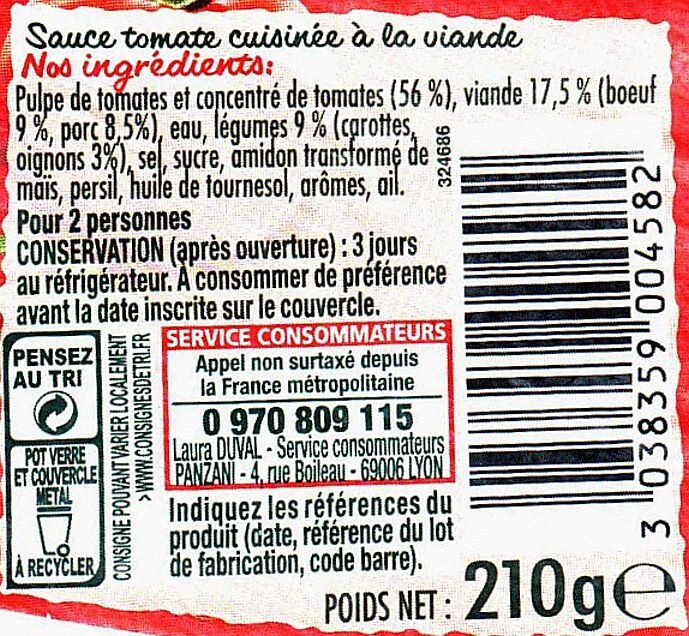 Sauce tomate cuisinée à la viande
Nos ingrédients:
Pulpe de tomates et concentré de tomates (56 %), viande 17,5 % (boeuf
9 %, porc 8,5%), eau, légumes 9 % (carottes,
oignons 3%), sel, sucre, amidon transformé de
maïs, persil, huile de tournesol, arômes, ail.
324686
Pour 2 personnes
CONSERVATION (après ouverture) : 3 jours
au réfrigérateur. À consommer de préférence
avant la date inscrite sur le couvercle.
PENSEZ
AU TRI
POT VERRE
ET COUVERCLE
METAL
À RECYCLER
CONSIGNE POUVANT VARIER LOCALEMENT
> WWW.CONSIGNESDETRI.FR
SERVICE CONSOMMATEURS
Appel non surtaxé depuis
la France métropolitaine
0 970 809 115
Laura DUVAL - Service consommateurs
PANZANI - 4, rue Boileau - 69006 LYON
Indiquez les références du
produit (date, référence du lot
de fabrication, code barre).
3 038359 004582
POIDS NET : 210g e